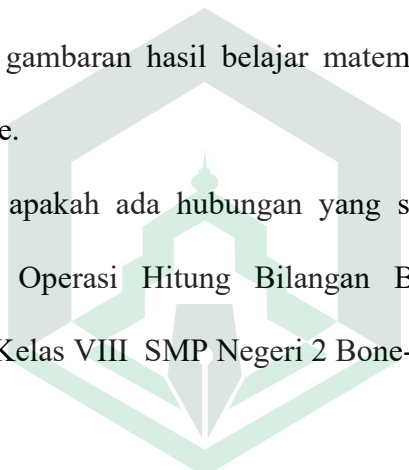 gambaran hasil belajar matem
e.
apakah ada hubungan yang s
Operasi Hitung Bilangan B
Kelas VIII SMP Negeri 2 Bone-